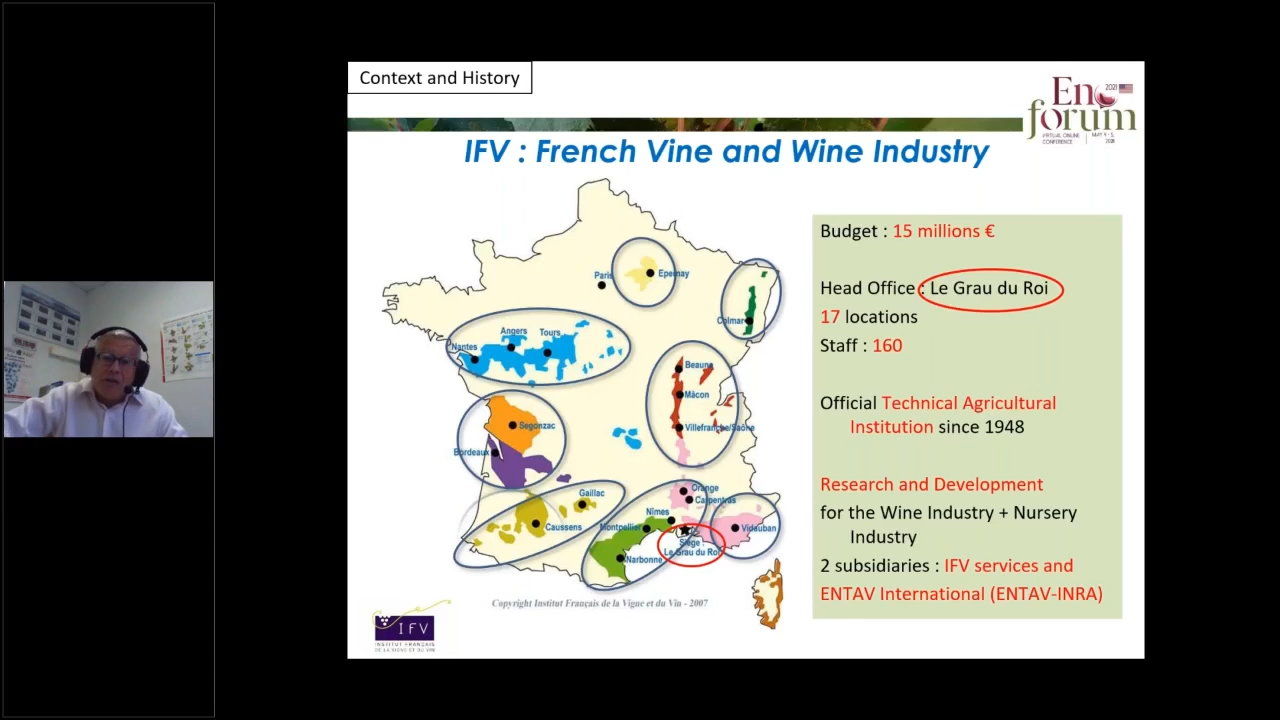 Context and History
2021
Eno
forum
VIRTUAL ONLINE
CONFERENCE
2021
IFV : French Vine and Wine Industry
Budget : 15 millions €
Head Office : Le Grau du Roi
17 locations
Staff : 160
Official Technical Agricultural
Institution since 1948
Research and Development
for the Wine Industry + Nursery
Industry
2 subsidiaries : IFV services and
ENTAV International (ENTAV-INRA)
Paris
Epernay
Colmar
Angers
Tours
Nantes
Beaune
Mâcon
Villefranche/Saône
Segonzac
Bordeaux
Gaillac
Caussens
Orange
Carpentras
Nîmes
Montpellier
Vidauban
Siège :
Le Grau du Roi
Narbonne
Copyright Institut Français de la Vigne et du Vin - 2007
IFV
INSTITUT FRANÇAIS
DE LA VIGNE ET DU VIN